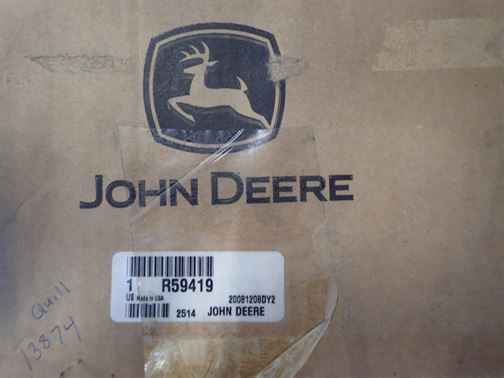 JOHN DEERE
1 R59419
US Made in USA 20081208DY2
2514 JOHN DEERE
Quill
13874